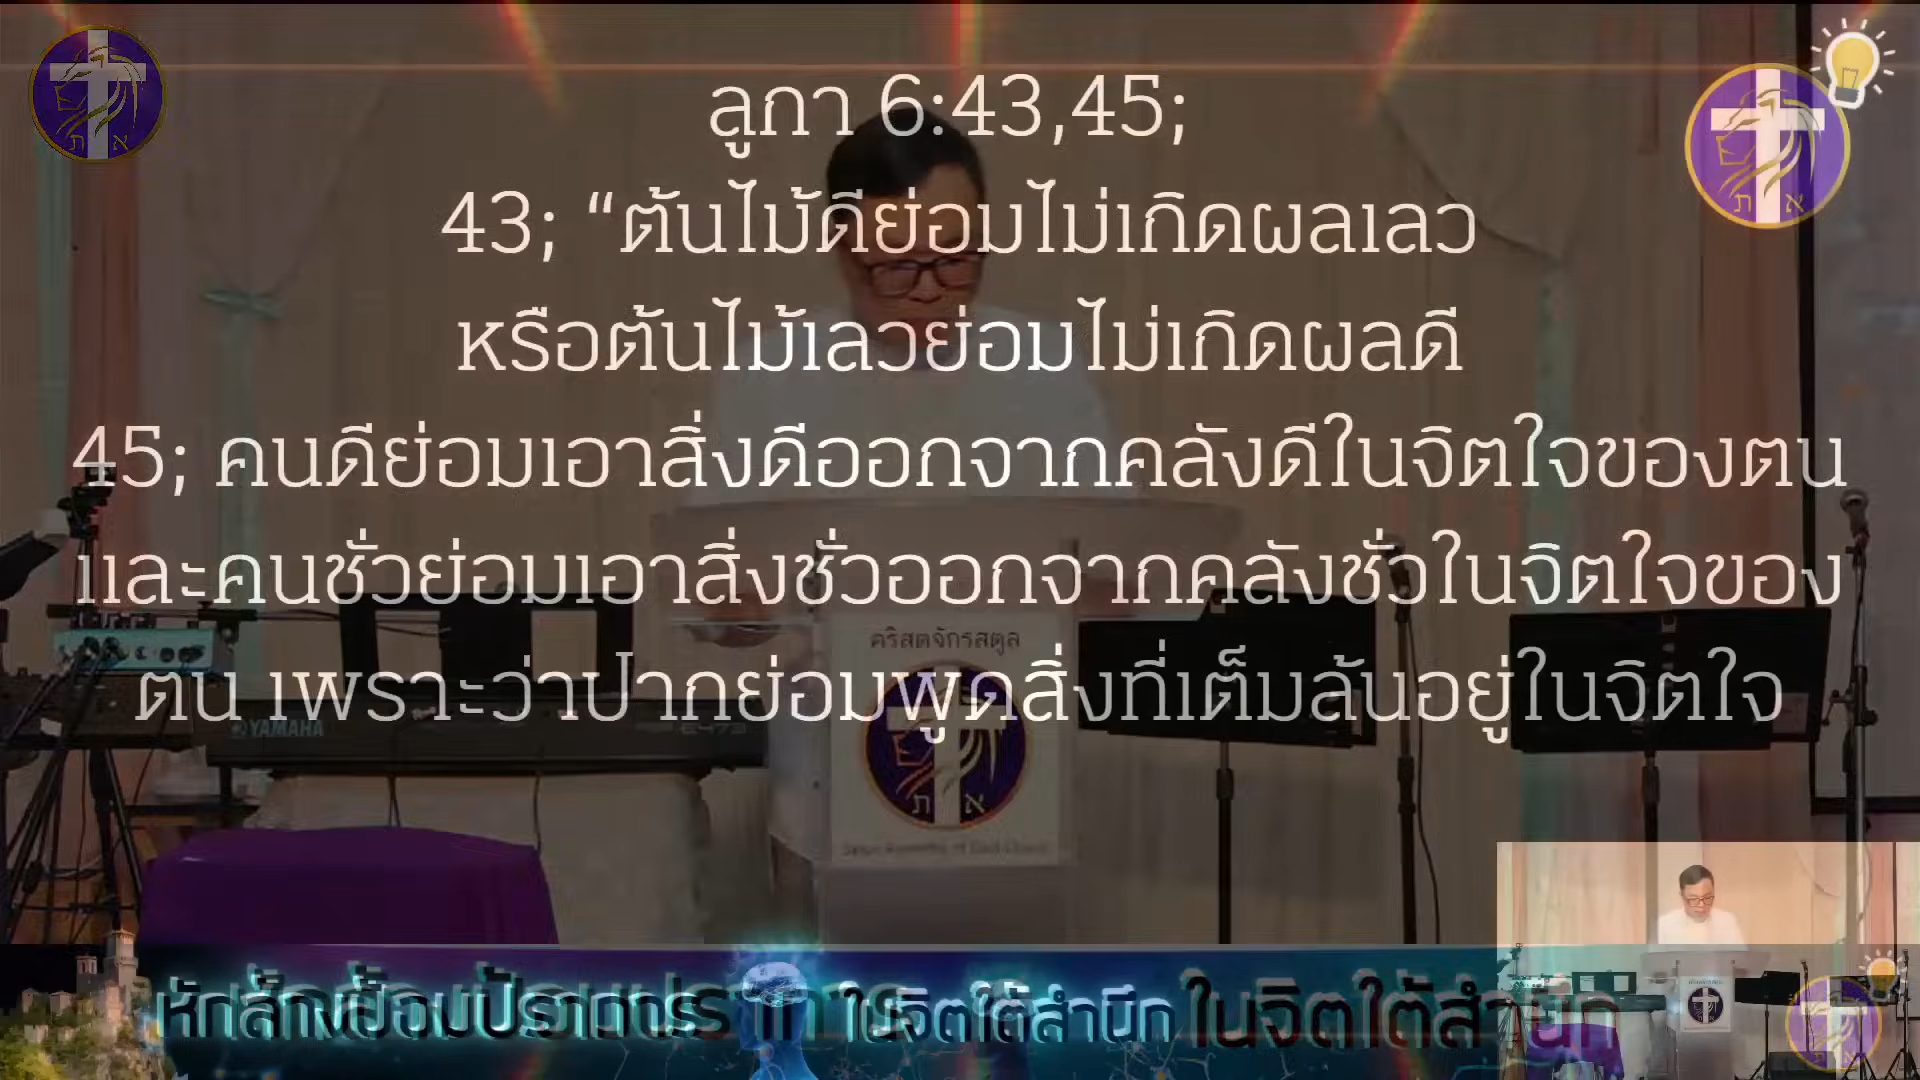 ลูกา 6:43,45;
43; “ต้นไม้ดีย่อมไม่เกิดผลเลว
หรือต้นไม้เลวย่อมไม่เกิดผลดี
45; คนดีย่อมเอาสิ่งดีออกจากคลังดีในจิตใจของตน
และคนชั่วย่อมเอาสิ่งชั่วออกจากคลังชั่วในจิตใจของ
ตน เพราะว่าปากย่อมพูดสิ่งที่เต็มล้นอยู่ในจิตใจ
คริสตจักรสตูล
YAMAHA
ת א
ในจิตใต้สำนึก ในจิตใต้สำนึก